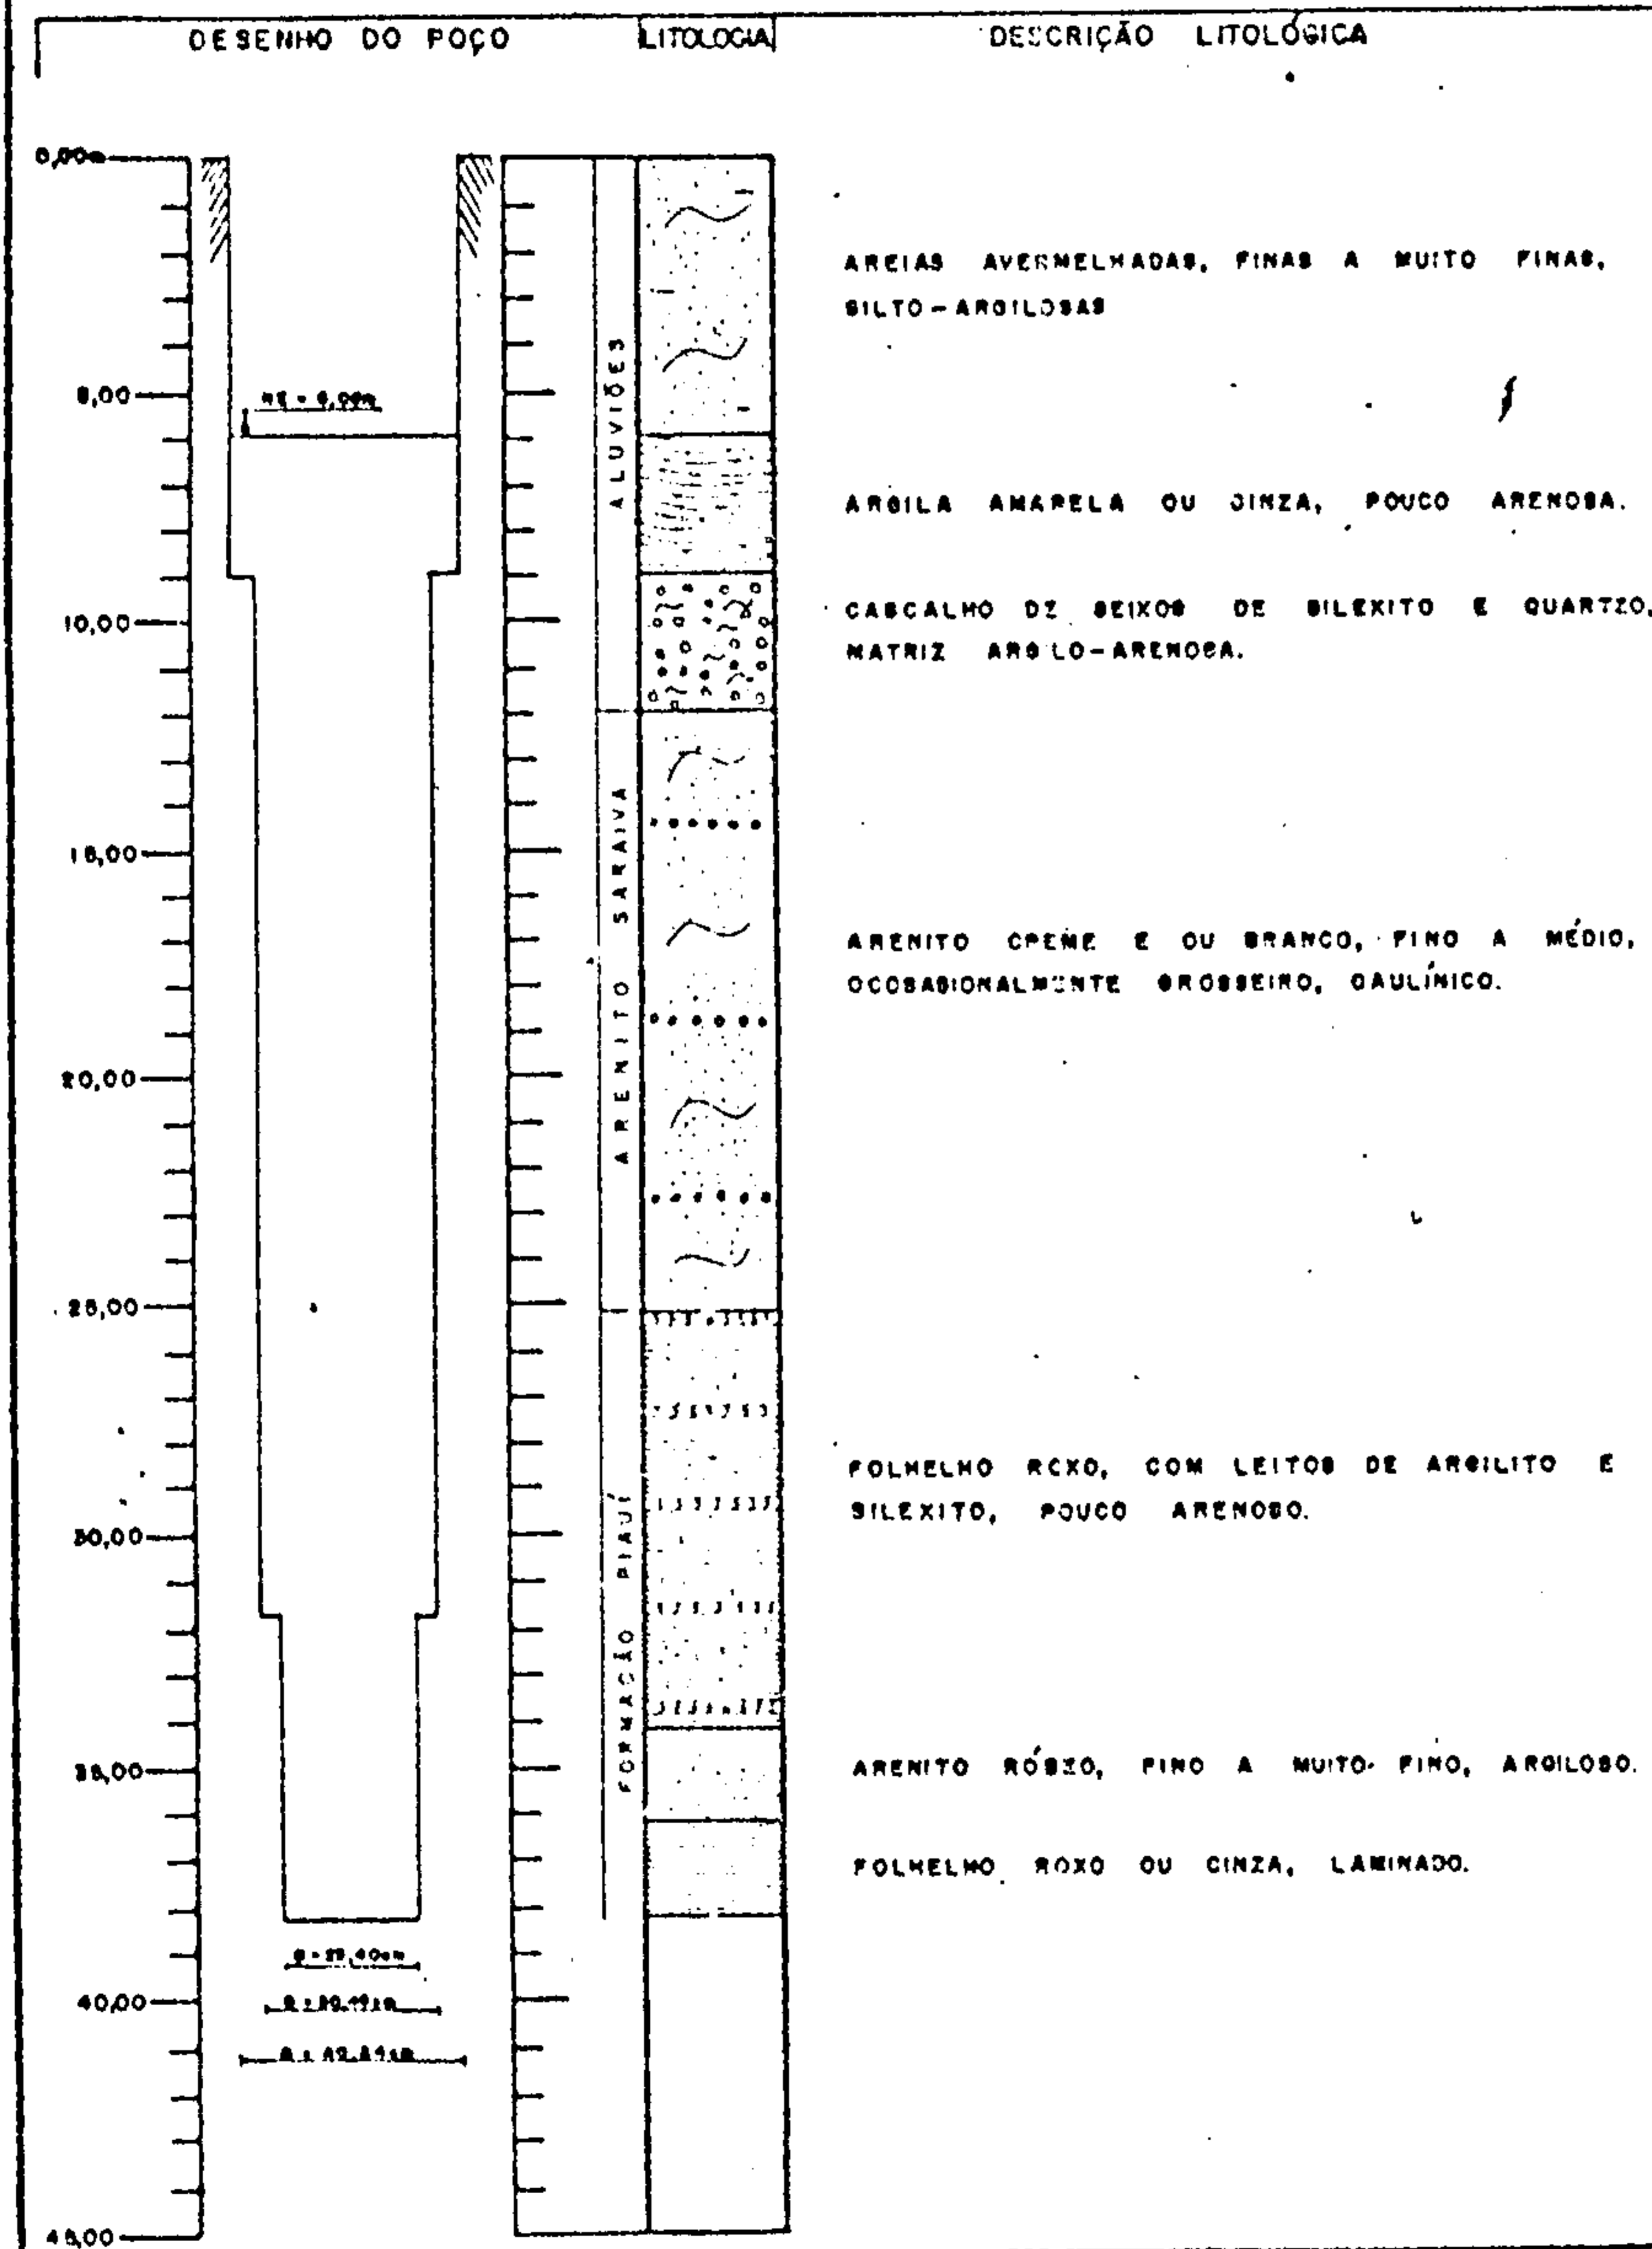 DESENHO DO POÇO
LITOLOGIA
DESCRIÇÃO LITOLÓGICA
0,00m
5,00
10,00
15,00
20,00
25,00
30,00
35,00
40,00
45,00
NE = 6,00m
ALUVIÕES
ARENITO SARAIVA
FORMAÇÃO PIAUÍ
AREIAS AVERMELHADAS, FINAS A MUITO FINAS,
SILTO-ARGILOSAS
ARGILA AMARELA OU CINZA, POUCO ARENOSA.
CASCALHO DE SEIXOS DE SILEXITO E QUARTZO,
MATRIZ ARGILO-ARENOSA.
ARENITO CREME E OU BRANCO, FINO A MÉDIO,
OCOSASIONALMENTE GROSSEIRO, CAULÍNICO.
FOLHELHO ROXO, COM LEITOS DE ARGILITO E
SILEXITO, POUCO ARENOSO.
ARENITO RÓSEO, FINO A MUITO FINO, ARGILOSO.
FOLHELHO ROXO OU CINZA, LAMINADO.